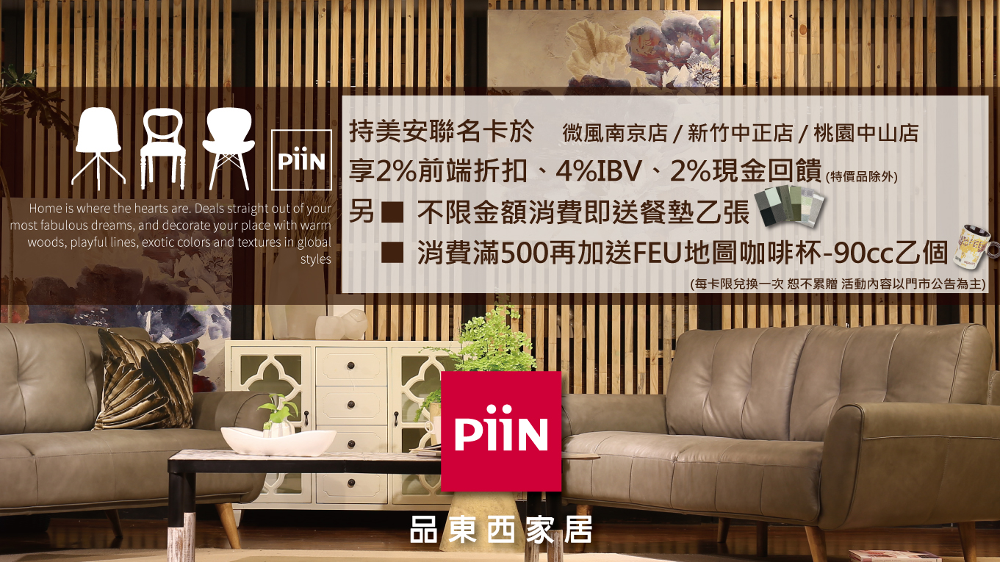 PiiN
Home is where the hearts are. Deals straight out of your
most fabulous dreams, and decorate your place with warm
woods, playful lines, exotic colors and textures in global
styles
持美安聯名卡於 微風南京店 / 新竹中正店 / 桃園中山店
享2%前端折扣、4%IBV、2%現金回饋 (特價品除外)
另■ 不限金額消費即送餐墊乙張
■ 消費滿500再加送FEU地圖咖啡杯-90cc乙個
(每卡限兌換一次 恕不累贈 活動內容以門市公告為主)
PiiN
品東西家居